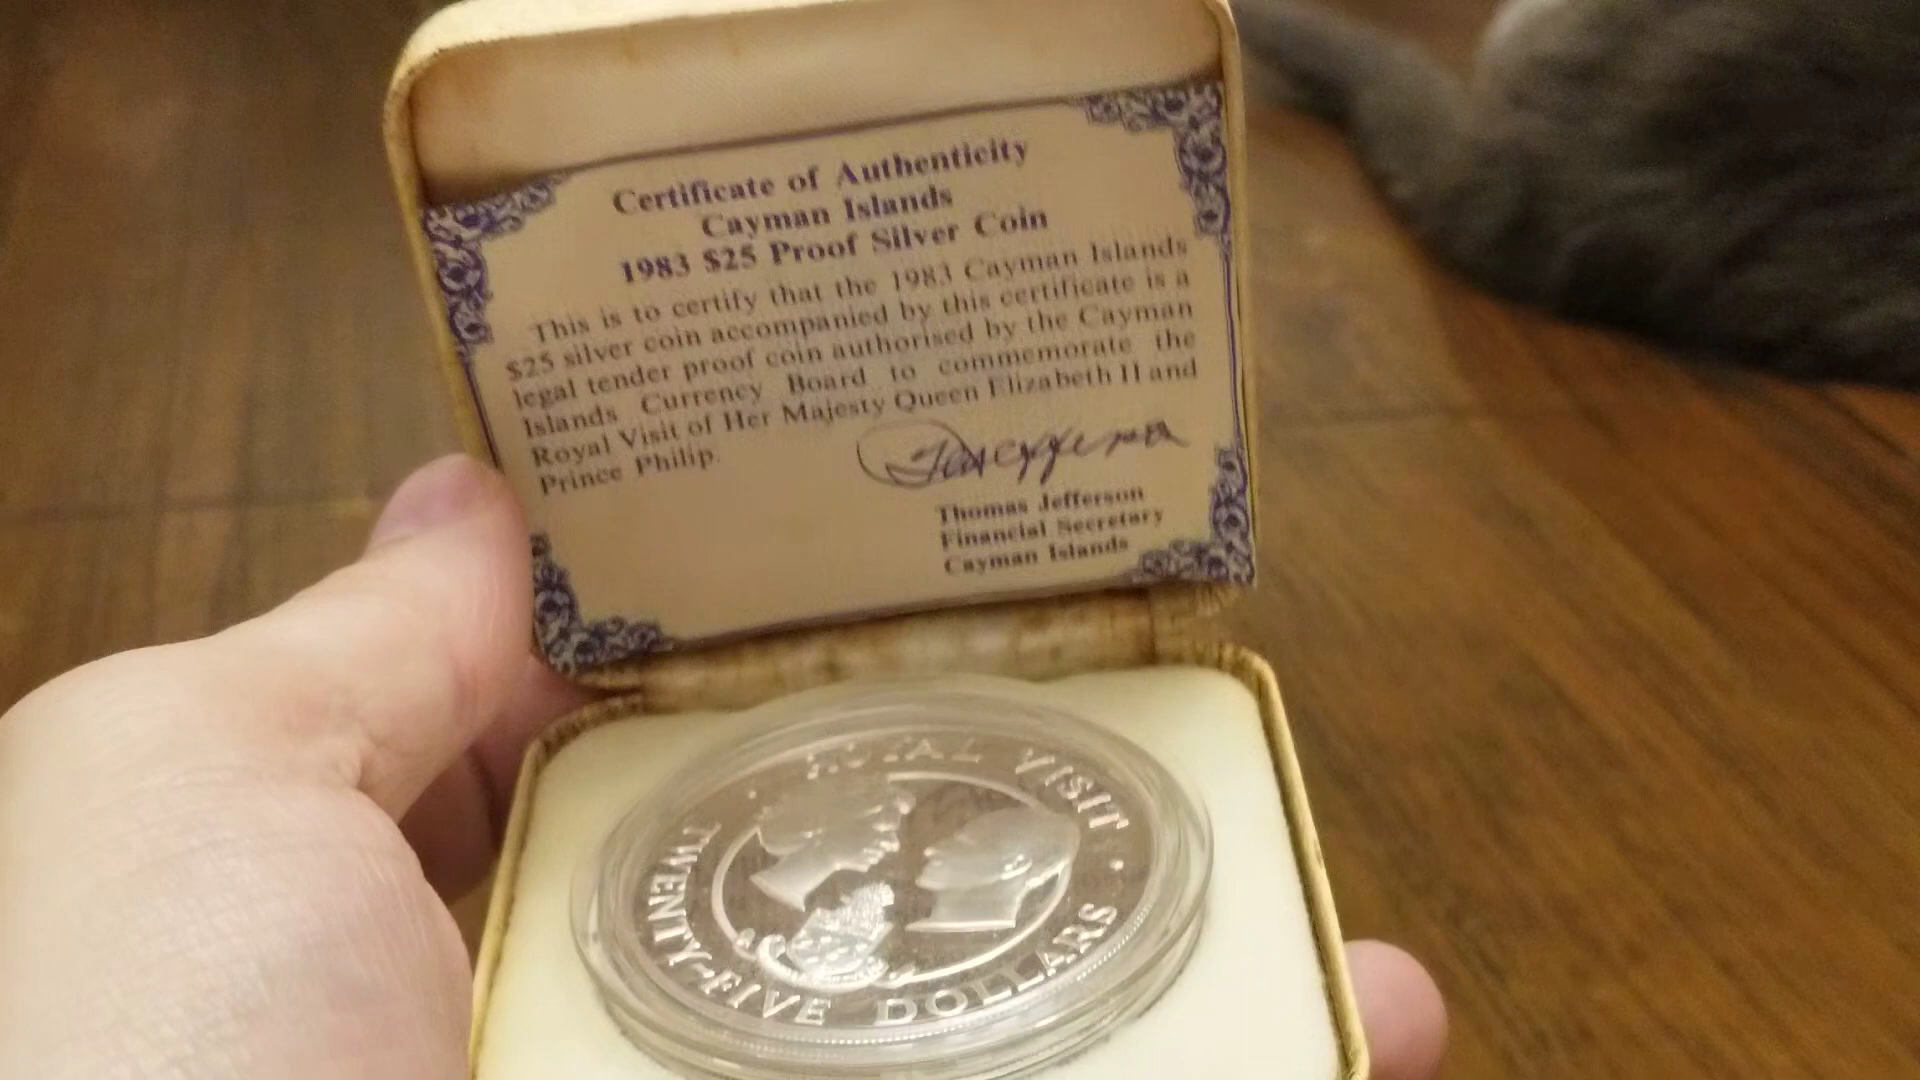 Certificate of Authenticity
Cayman Islands
1983 $25 Proof Silver Coin
This is to certify that the 1983 Cayman Islands
$25 silver coin accompanied by this certificate is a
legal tender proof coin authorised by the Cayman
Islands Currency Board to commemorate the
Royal Visit of Her Majesty Queen Elizabeth II and
Prince Philip.
Thomas Jefferson
Financial Secretary
Cayman Islands
ROYAL VISIT
TWENTY-FIVE DOLLARS